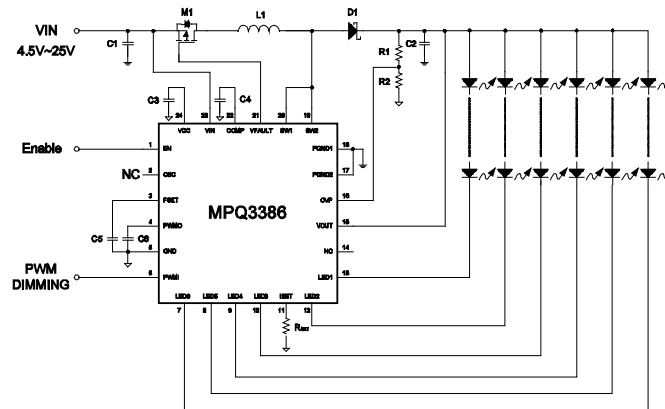 M1
L1
D1
VIN
4.5V~25V
C1
R1
C2
R2
C3
C4
24
23
22
21
20
19
VCC
VIN
COMP
VFAULT
SW1
SW2
Enable
1
EN
PGND1
18
NC
2
OSC
PGND2
17
3
FSET
OVP
16
MPQ3386
4
PWMO
VOUT
15
C5
C6
5
GND
NC
14
PWM
DIMMING
6
PWMI
LED1
13
LED6
LED5
LED4
LED3
ISET
LED2
7
8
9
10
11
12
RSET